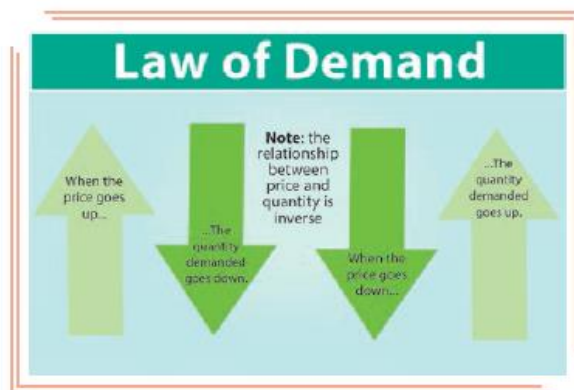 Law of Demand
When the
price goes
up...
...The
quantity
demanded
goes down.
Note: the
relationship
between
price and
quantity is
inverse
When the
price goes
down...
...The
quantity
demanded
goes up.